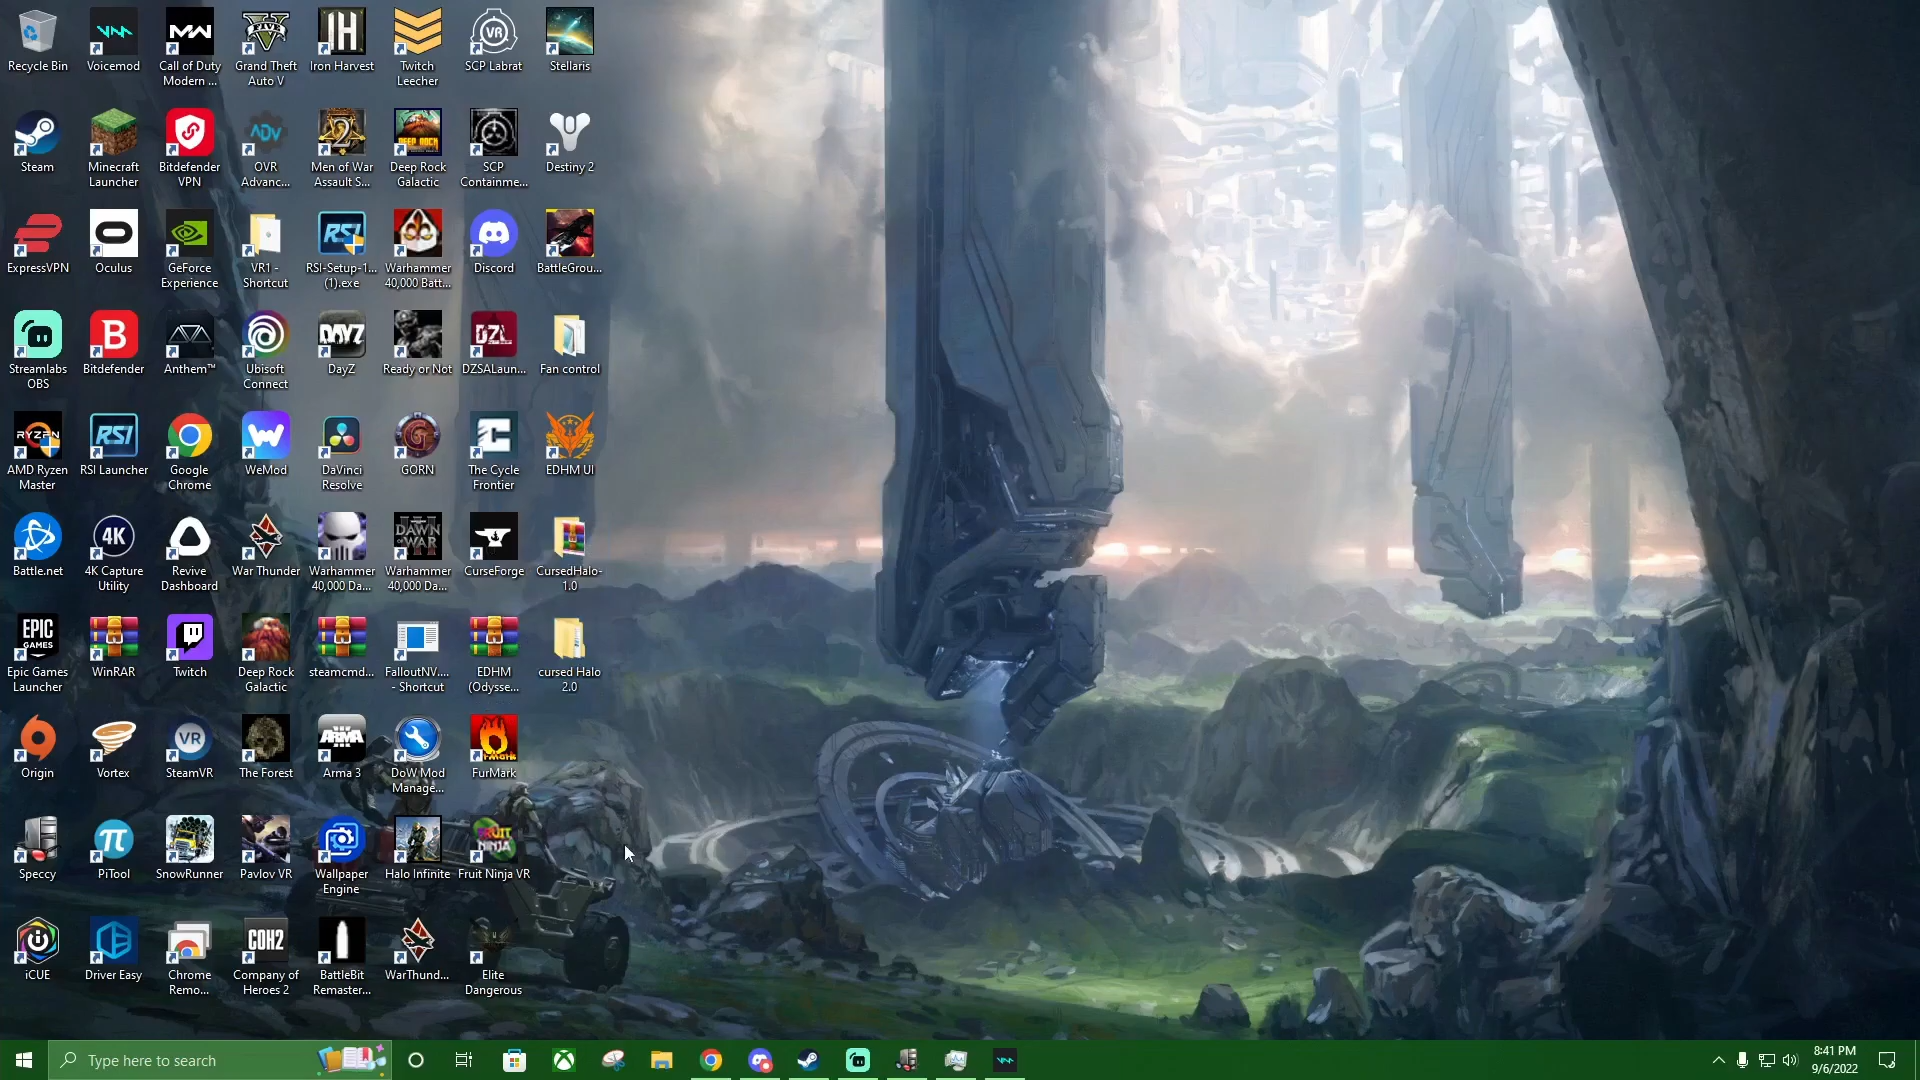 Recycle Bin
Voicemod
Call of Duty
Modern ...
Grand Theft
Auto V
Iron Harvest
Twitch
Leecher
SCP Labrat
Stellaris
Steam
Minecraft
Launcher
Bitdefender
VPN
OVR
Advanc...
Men of War
Assault S...
Deep Rock
Galactic
SCP
Containme...
Destiny 2
ExpressVPN
Oculus
GeForce
Experience
VR1 -
Shortcut
RSI-Setup-1...
(1).exe
Warhammer
40,000 Batt...
Discord
BattleGrou...
Streamlabs
OBS
Bitdefender
Anthem™
Ubisoft
Connect
DayZ
Ready or Not
DZSALaun...
Fan control
AMD Ryzen
Master
RSI Launcher
Google
Chrome
WeMod
DaVinci
Resolve
GORN
The Cycle
Frontier
EDHM UI
Battle.net
4K Capture
Utility
Revive
Dashboard
War Thunder
Warhammer
40,000 Da...
Warhammer
40,000 Da...
CurseForge
CursedHalo-
1.0
Epic Games
Launcher
WinRAR
Twitch
Deep Rock
Galactic
steamcmd...
FalloutNV....
- Shortcut
EDHM
(Odysse...
cursed Halo
2.0
Origin
Vortex
SteamVR
The Forest
Arma 3
DoW Mod
Manage...
FurMark
Speccy
PiTool
SnowRunner
Pavlov VR
Wallpaper
Engine
Halo Infinite
Fruit Ninja VR
iCUE
Driver Easy
Chrome
Remo...
Company of
Heroes 2
BattleBit
Remaster...
WarThund...
Elite
Dangerous
Type here to search
8:41 PM
9/6/2022